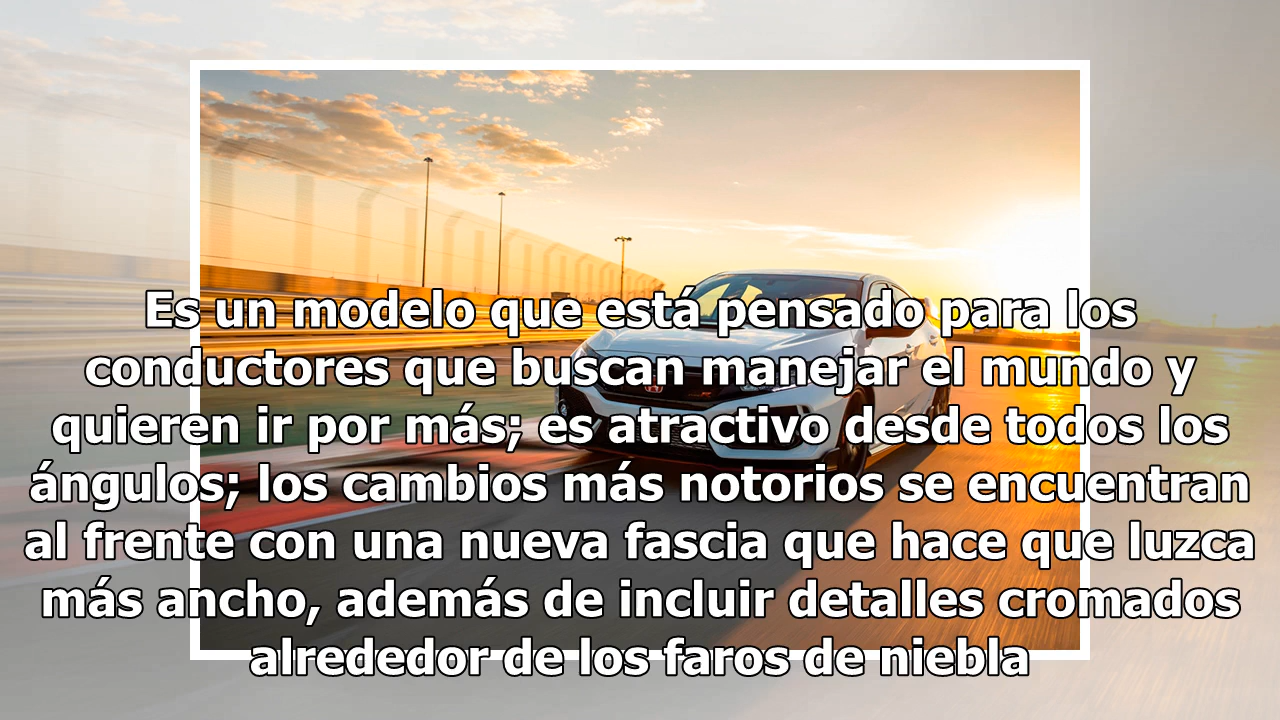 Es un modelo que está pensado para los
conductores que buscan manejar el mundo y
quieren ir por más; es atractivo desde todos los
ángulos; los cambios más notorios se encuentran
al frente con una nueva fascia que hace que luzca
más ancho, además de incluir detalles cromados
alrededor de los faros de niebla